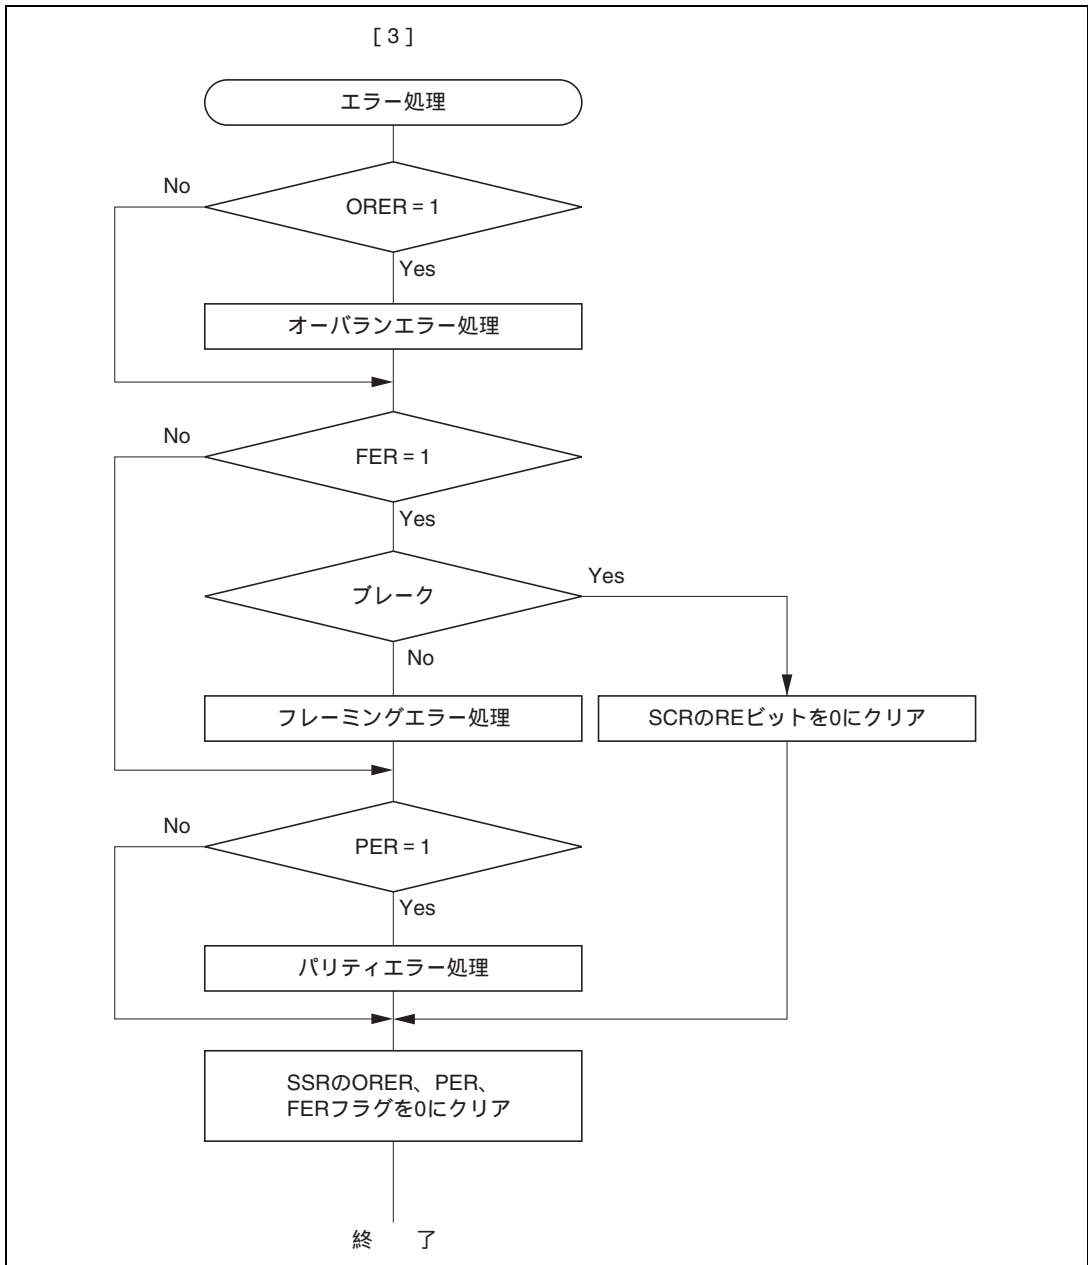 [ 3 ]
エラー処理
No
ORER = 1
Yes
オーバランエラー処理
No
FER = 1
Yes
ブレーク
Yes
No
フレーミングエラー処理
SCRのREビットを0にクリア
No
PER = 1
Yes
パリティエラー処理
SSRのORER、PER、
FERフラグを0にクリア
終　了